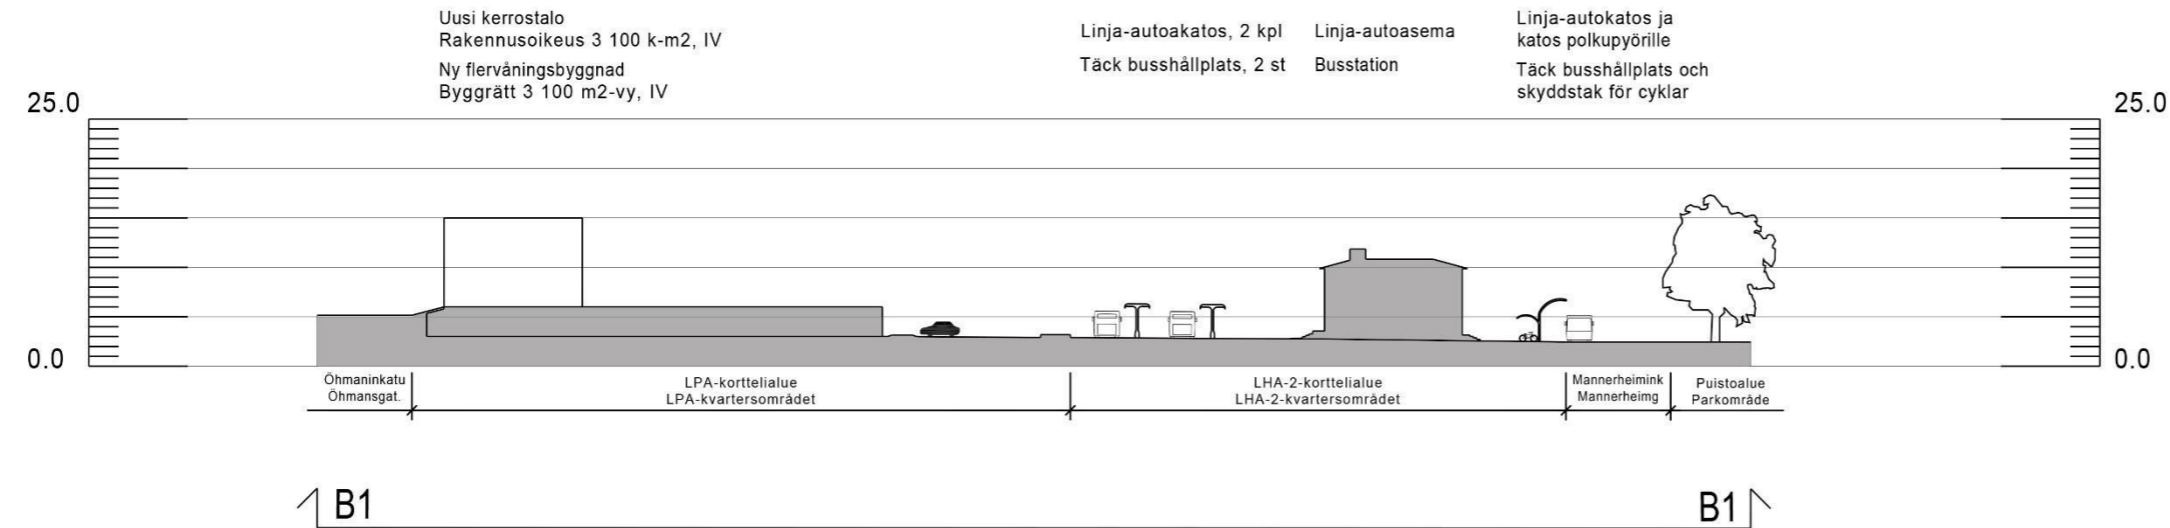 Uusi kerrostalo
Rakennusoikeus 3 100 k-m2, IV
Ny flervåningsbyggnad
Byggrätt 3 100 m2-vy, IV
Linja-autoakatos, 2 kpl
Täck busshållplats, 2 st
Linja-autoasema
Busstation
Linja-autokatos ja
katos polkupyörille
Täck busshållplats och
skyddstak för cyklar
25.0
25.0
0.0
0.0
Öhmaninkatu
Öhmansgat.
LPA-korttelialue
LPA-kvartersområdet
LHA-2-korttelialue
LHA-2-kvartersområdet
Mannerheimink
Mannerheimg
Puistoalue
Parkområde
B1
B1